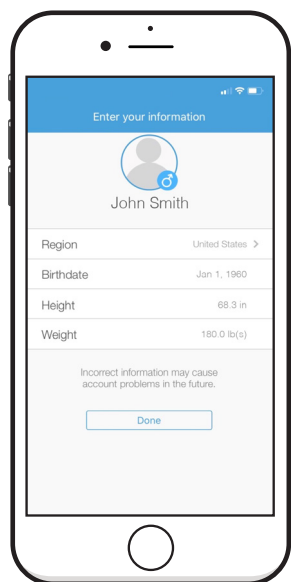 Enter your information
John Smith
Region United States >
Birthdate Jan 1, 1960
Height 68.3 in
Weight 180.0 lb(s)
Incorrect information may cause
account problems in the future.
Done